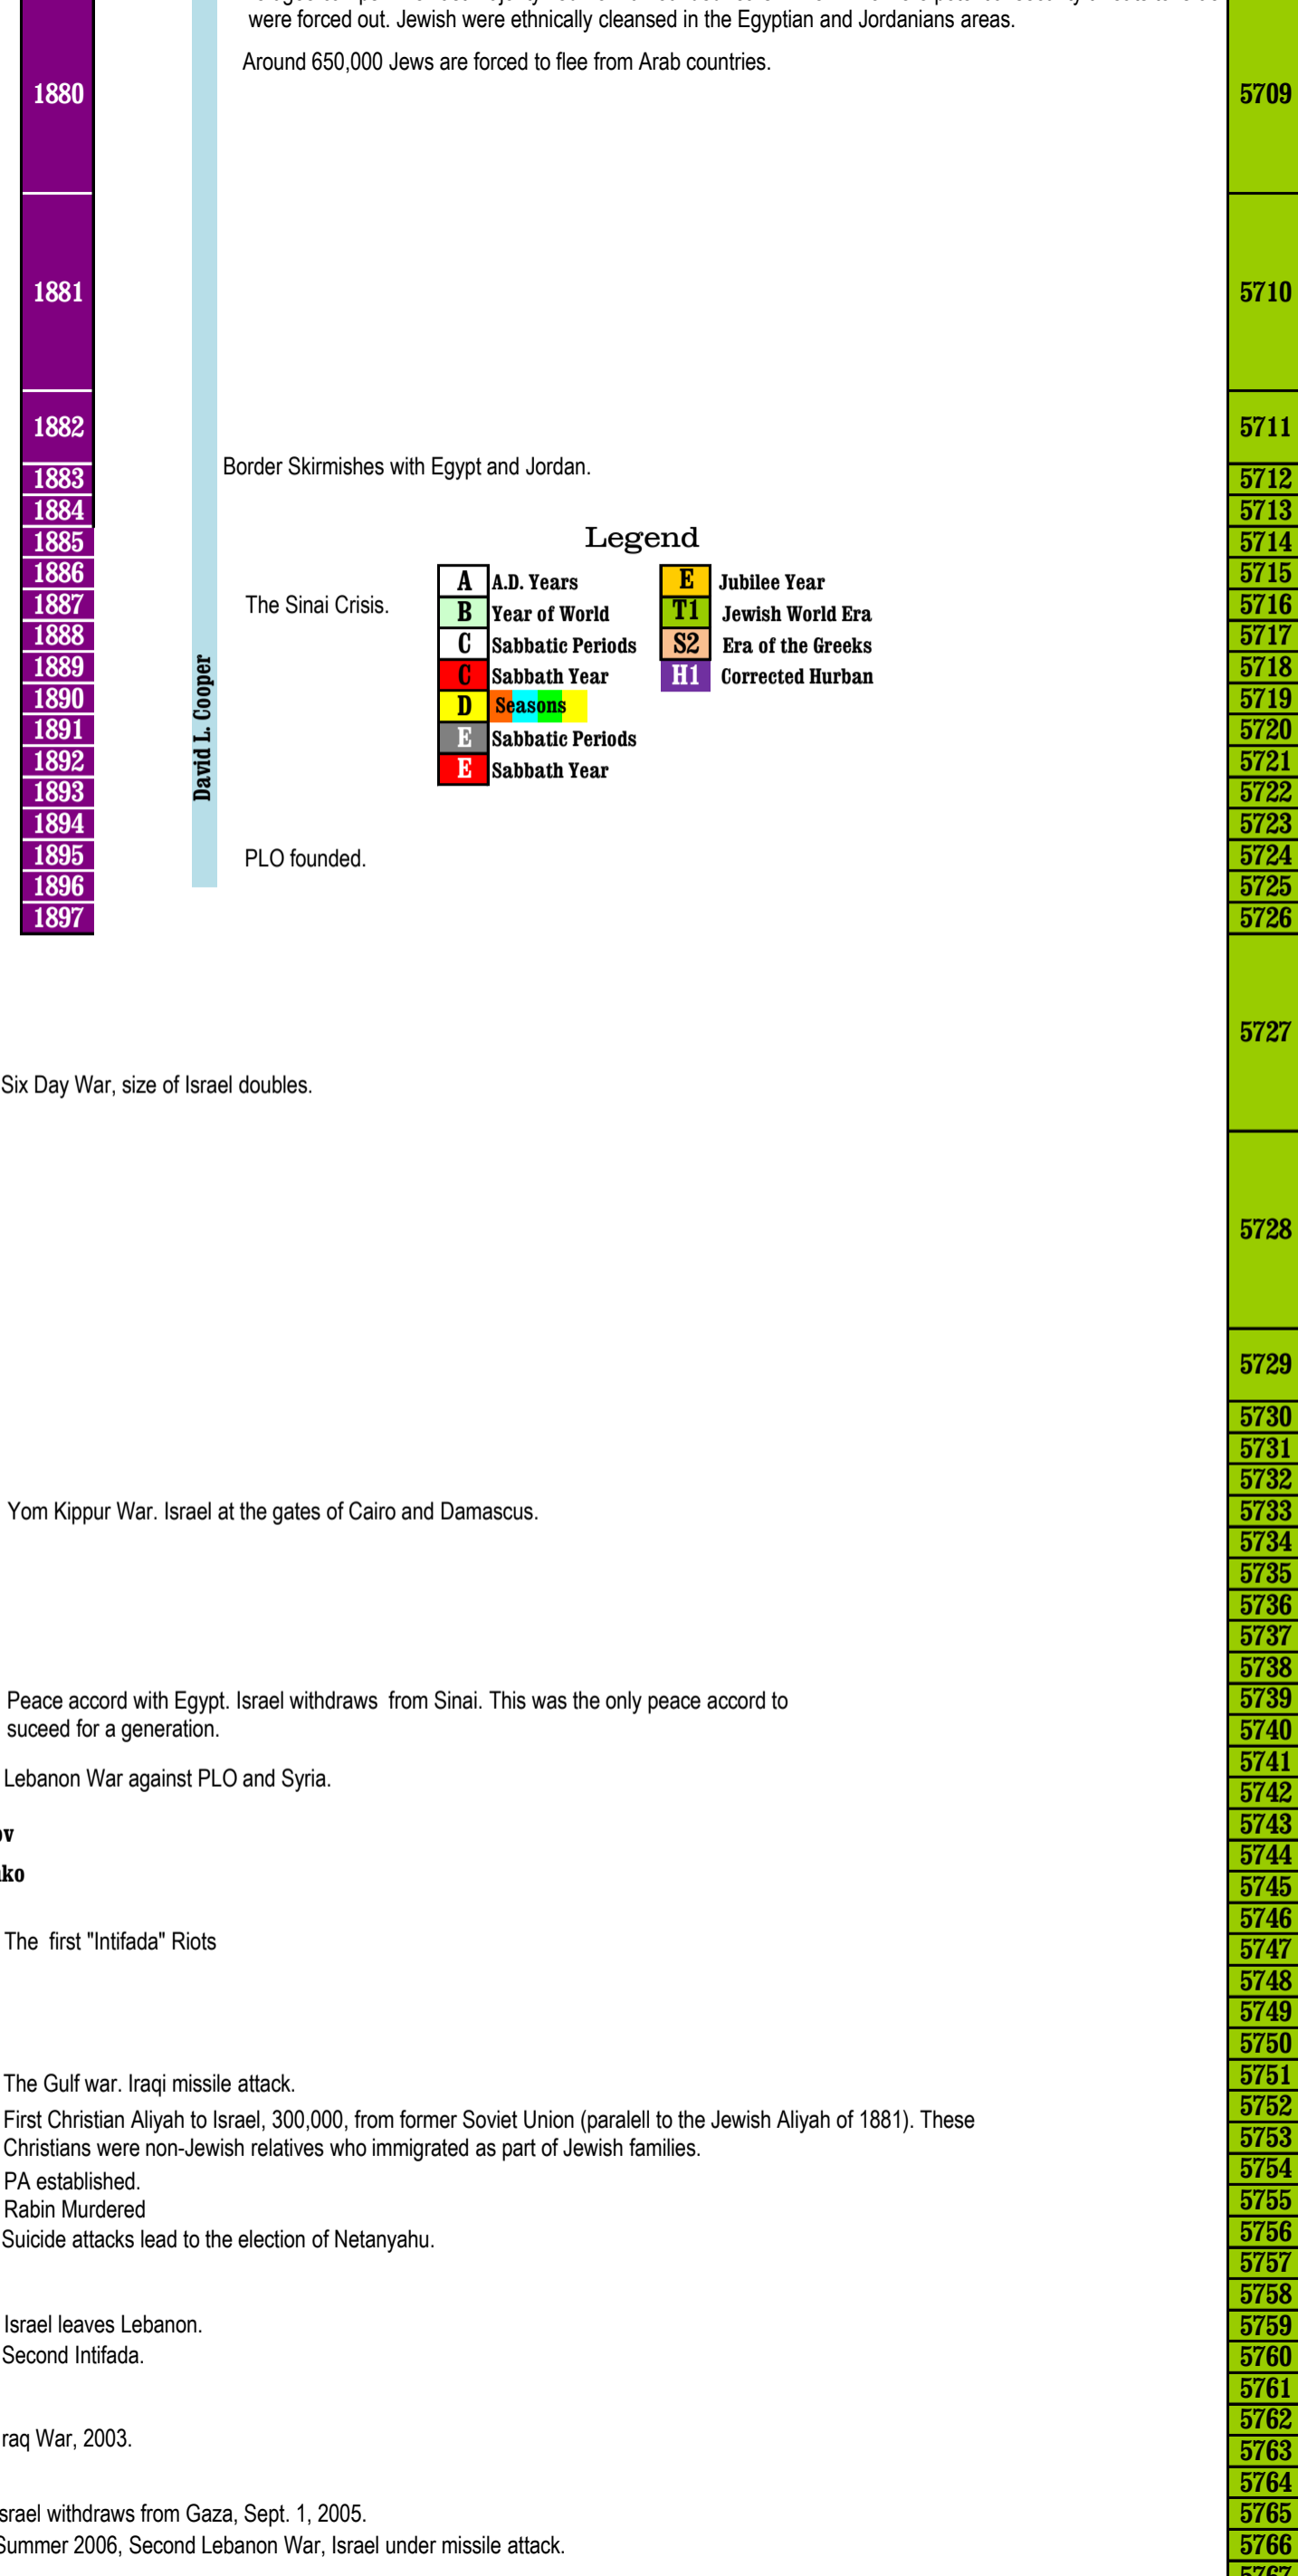 were forced out. Jewish were ethnically cleansed in the Egyptian and Jordanians areas.
Around 650,000 Jews are forced to flee from Arab countries.
1880 5709
1881 5710
1882 5711
Border Skirmishes with Egypt and Jordan.
1883 5712
1884 5713
Legend
1885 5714
1886 5715
A A.D. Years E Jubilee Year
The Sinai Crisis.
1887 5716
B Year of World T1 Jewish World Era
1888 5717
C Sabbatic Periods S2 Era of the Greeks
1889 5718
C Sabbath Year H1 Corrected Hurban
1890 5719
D Seasons
1891 5720
E Sabbatic Periods
1892 5721
E Sabbath Year
David L. Cooper
1893 5722
1894 5723
1895 5724
PLO founded.
1896 5725
1897 5726
5727
Six Day War, size of Israel doubles.
5728
5729
5730
5731
5732
Yom Kippur War. Israel at the gates of Cairo and Damascus.
5733
5734
5735
5736
5737
5738
Peace accord with Egypt. Israel withdraws from Sinai. This was the only peace accord to
5739
suceed for a generation.
5740
5741
Lebanon War against PLO and Syria.
5742
5743
ov
5744
ko
5745
5746
The first "Intifada" Riots
5747
5748
5749
5750
The Gulf war. Iraqi missile attack.
5751
First Christian Aliyah to Israel, 300,000, from former Soviet Union (paralell to the Jewish Aliyah of 1881). These
5752
Christians were non-Jewish relatives who immigrated as part of Jewish families.
5753
PA established.
5754
Rabin Murdered
5755
Suicide attacks lead to the election of Netanyahu.
5756
5757
5758
Israel leaves Lebanon.
5759
Second Intifada.
5760
5761
5762
raq War, 2003.
5763
5764
srael withdraws from Gaza, Sept. 1, 2005.
5765
Summer 2006, Second Lebanon War, Israel under missile attack.
5766
5767